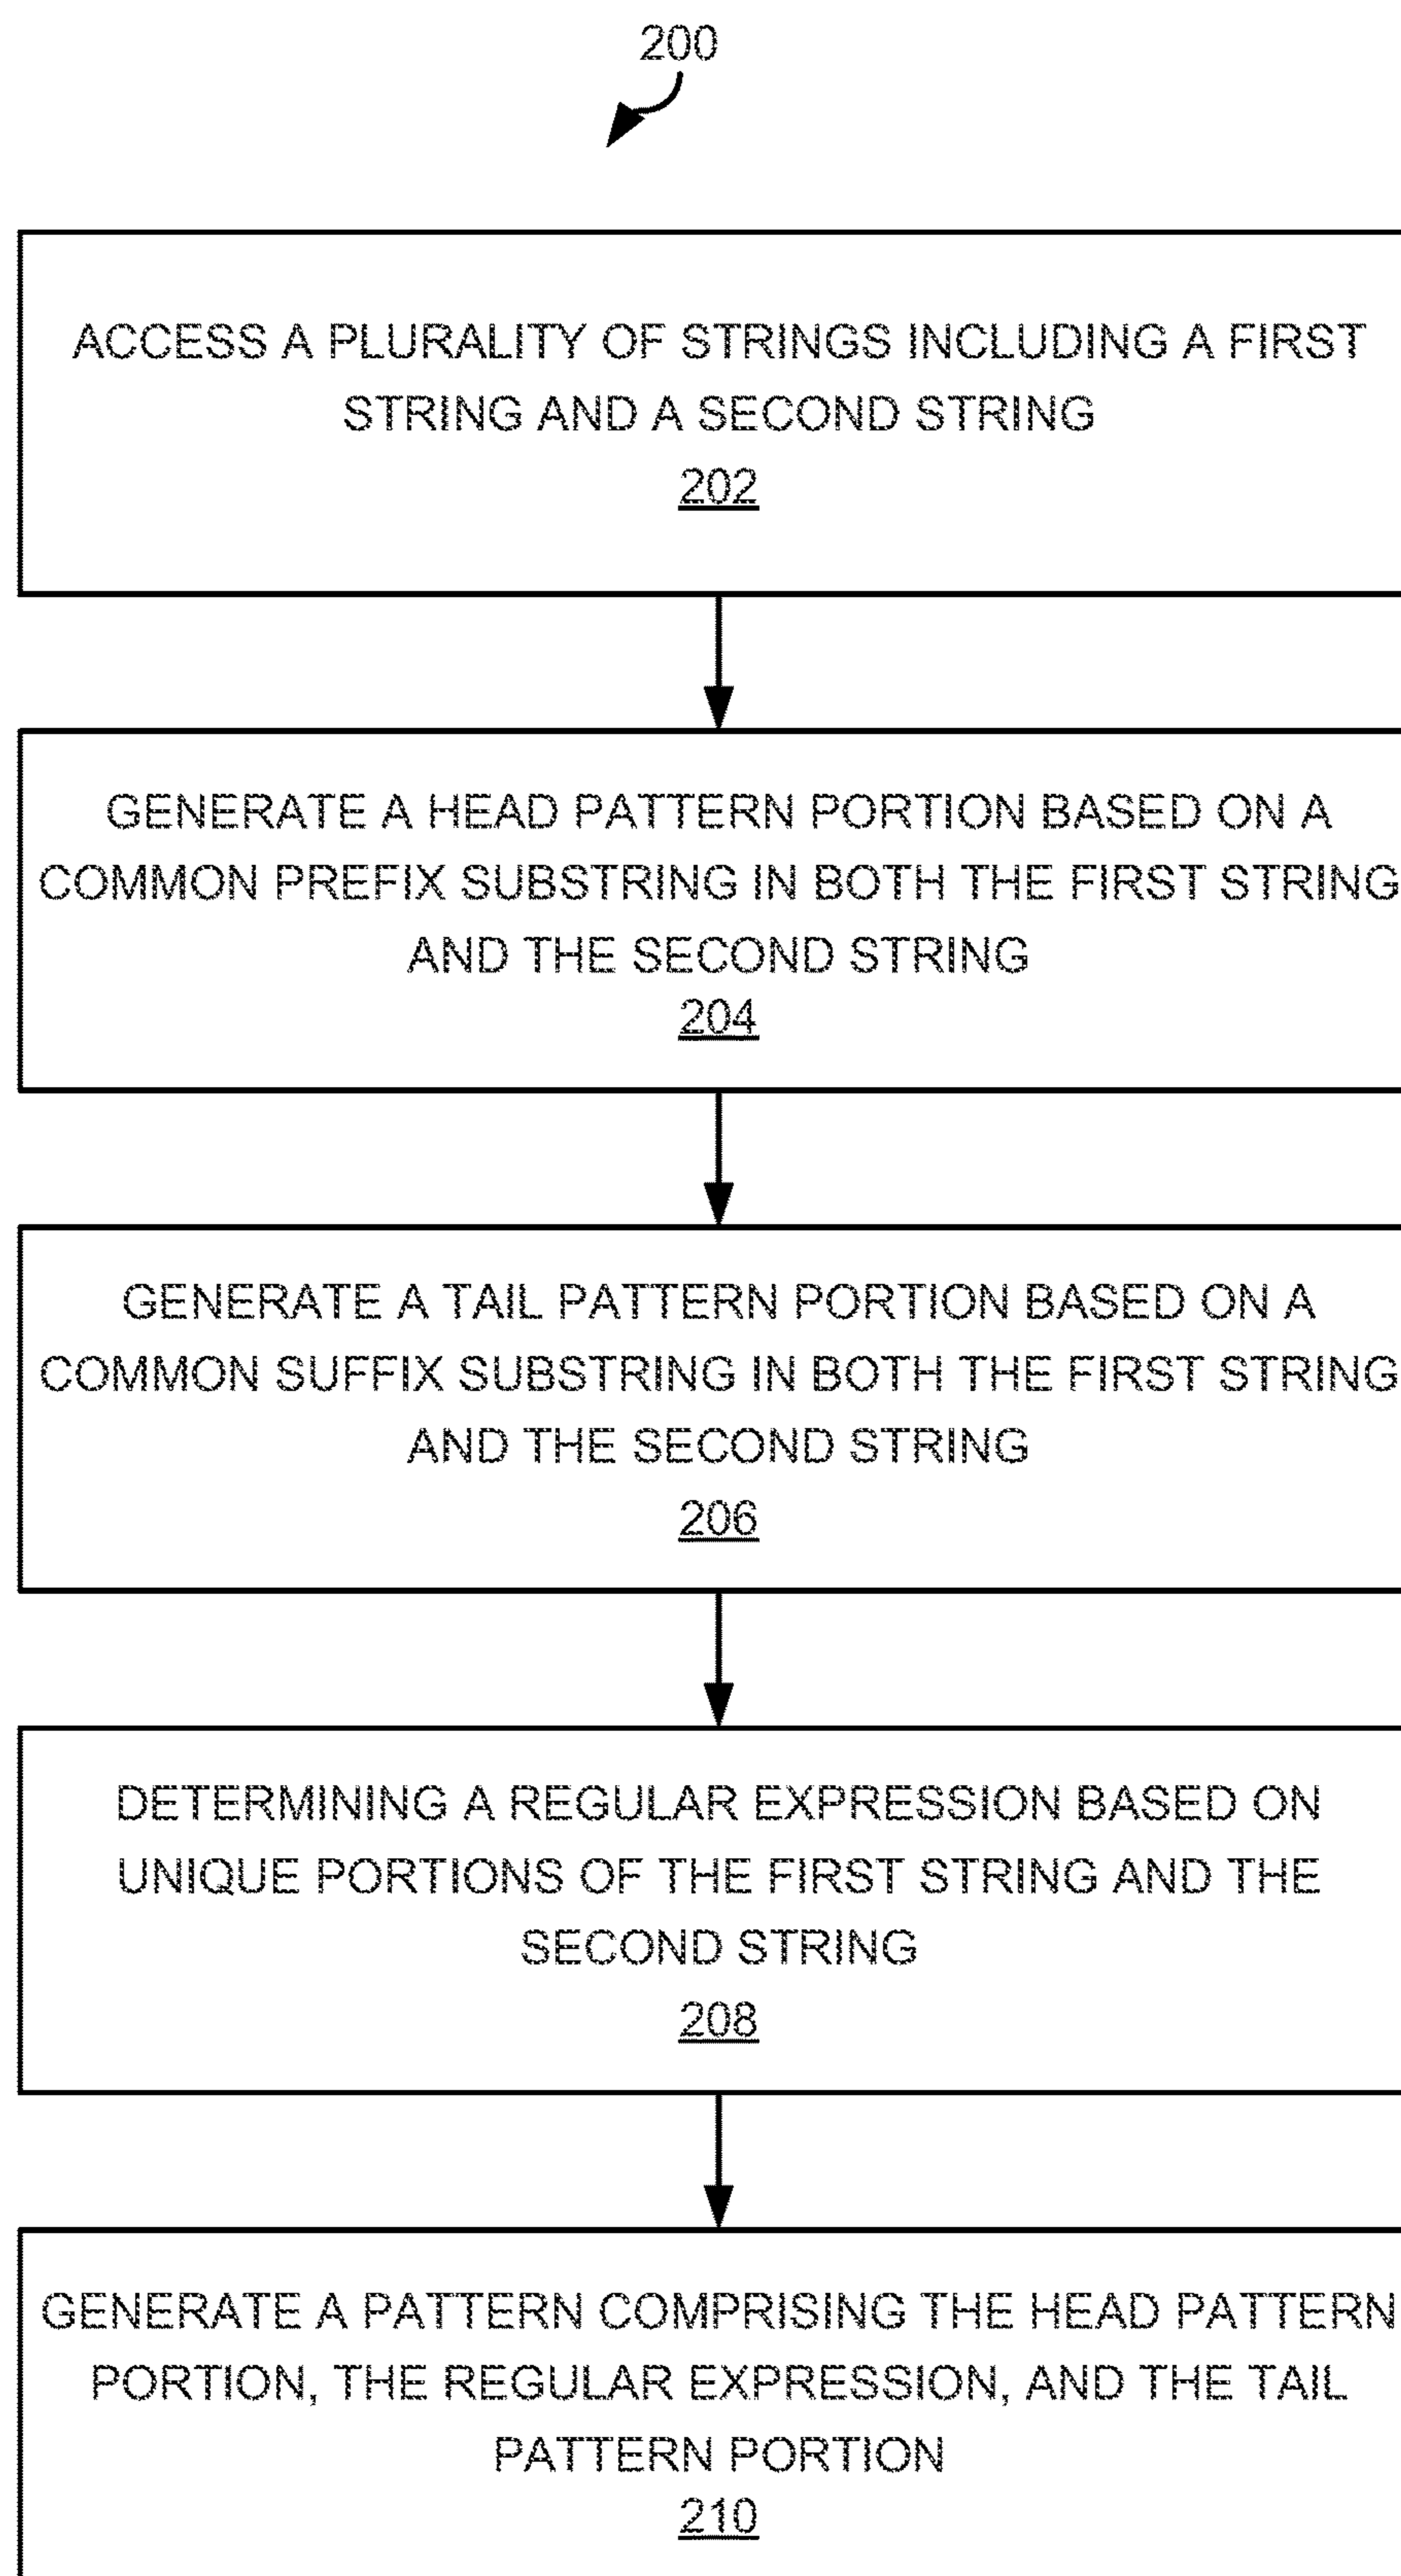 200
ACCESS A PLURALITY OF STRINGS INCLUDING A FIRST
STRING AND A SECOND STRING
202
GENERATE A HEAD PATTERN PORTION BASED ON A
COMMON PREFIX SUBSTRING IN BOTH THE FIRST STRING
AND THE SECOND STRING
204
GENERATE A TAIL PATTERN PORTION BASED ON A
COMMON SUFFIX SUBSTRING IN BOTH THE FIRST STRING
AND THE SECOND STRING
206
DETERMINING A REGULAR EXPRESSION BASED ON
UNIQUE PORTIONS OF THE FIRST STRING AND THE
SECOND STRING
208
GENERATE A PATTERN COMPRISING THE HEAD PATTERN
PORTION, THE REGULAR EXPRESSION, AND THE TAIL
PATTERN PORTION
210